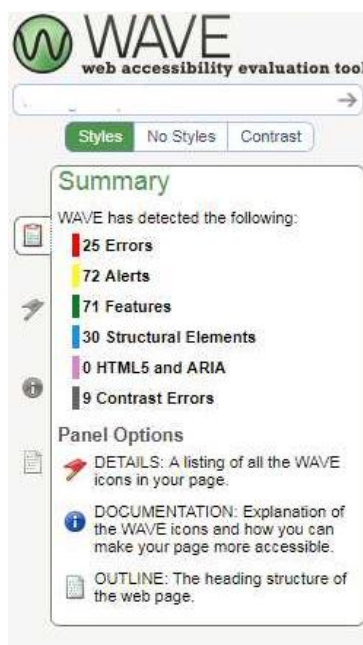 WAVE
web accessibility evaluation tool
Styles No Styles Contrast
Summary
WAVE has detected the following:
25 Errors
72 Alerts
71 Features
30 Structural Elements
0 HTML5 and ARIA
9 Contrast Errors
Panel Options
DETAILS: A listing of all the WAVE
icons in your page.
DOCUMENTATION: Explanation of
the WAVE icons and how you can
make your page more accessible.
OUTLINE: The heading structure of
the web page.